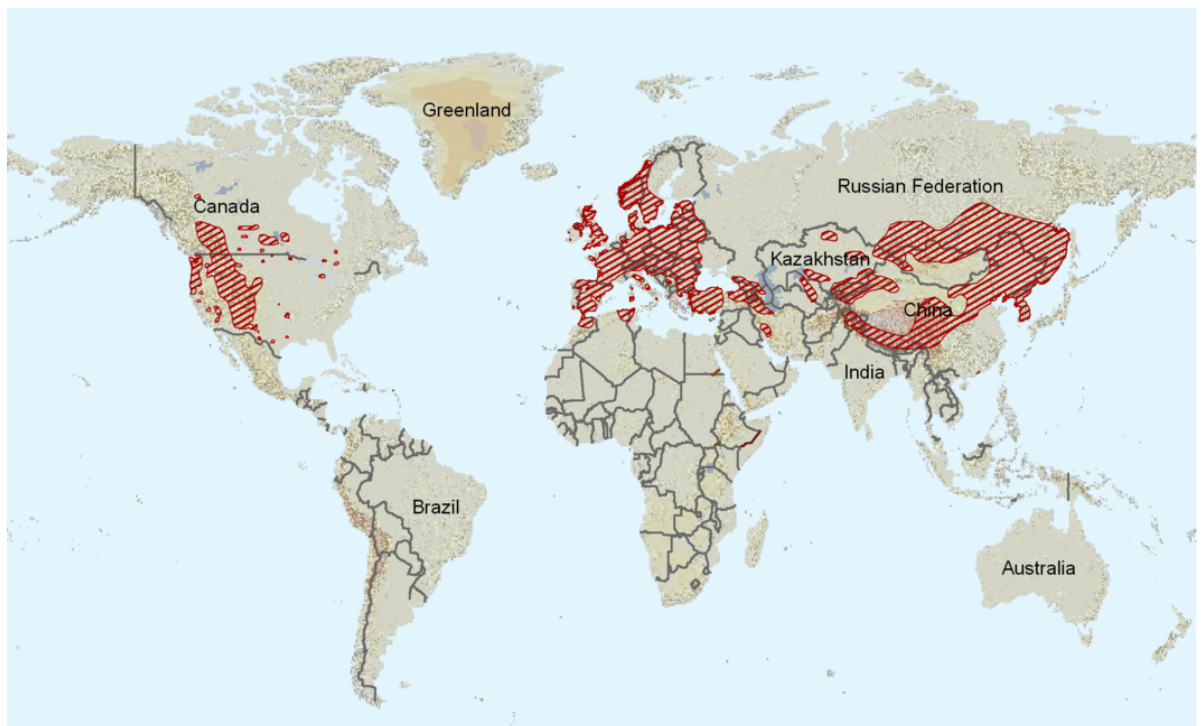 Greenland
Russian Federation
Canada
Kazakhstan
China
India
Brazil
Australia